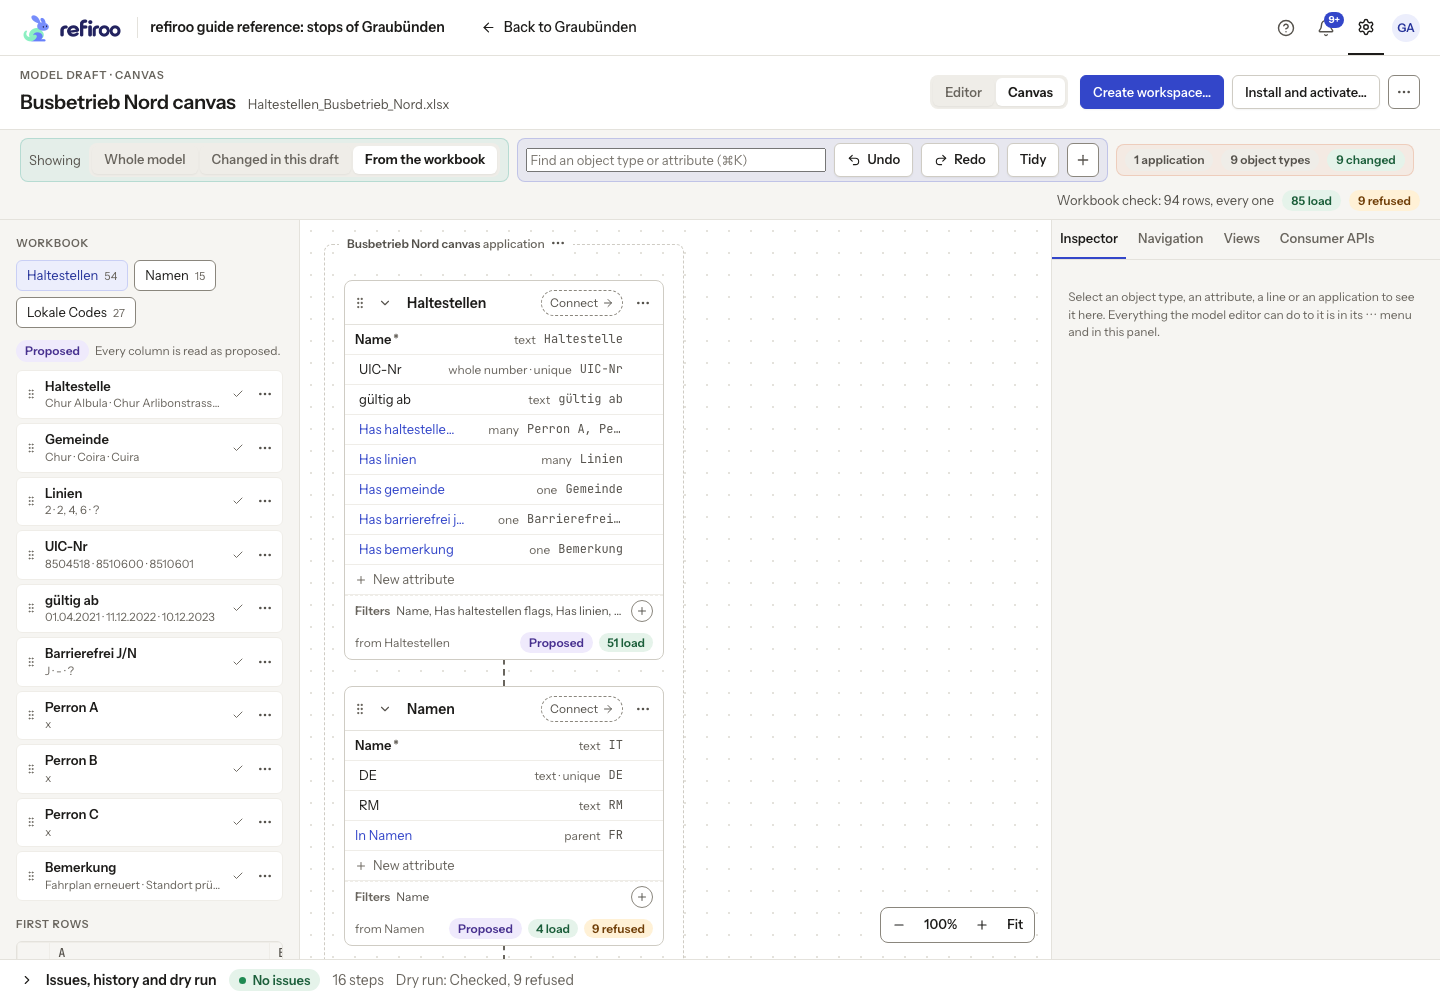 refiroo
refiroo guide reference: stops of Graubünden
← Back to Graubünden
9+
GA
MODEL DRAFT · CANVAS
Busbetrieb Nord canvas
Haltestellen_Busbetrieb_Nord.xlsx
Editor
Canvas
Create workspace…
Install and activate…
Showing
Whole model
Changed in this draft
From the workbook
Find an object type or attribute (⌘K)
Undo
Redo
Tidy
1 application
9 object types
9 changed
Workbook check: 94 rows, every one
85 load
9 refused
WORKBOOK
Haltestellen 54
Namen 15
Lokale Codes 27
Proposed
Every column is read as proposed.
Haltestelle
Chur Albula · Chur Arlibonstrass…
Gemeinde
Chur · Coira · Cuira
Linien
2 · 2, 4, 6 · ?
UIC-Nr
8504518 · 8510600 · 8510601
gültig ab
01.04.2021 · 11.12.2022 · 10.12.2023
Barrierefrei J/N
J · - · ?
Perron A
x
Perron B
x
Perron C
x
Bemerkung
Fahrplan erneuert · Standort prü…
FIRST ROWS
A
Busbetrieb Nord canvas application ···
Haltestellen
Connect →
Name * text Haltestelle
UIC-Nr whole number · unique UIC-Nr
gültig ab text gültig ab
Has haltestelle… many Perron A, Pe…
Has linien many Linien
Has gemeinde one Gemeinde
Has barrierefrei j… one Barrierefrei…
Has bemerkung one Bemerkung
+ New attribute
Filters Name, Has haltestellen flags, Has linien, …
from Haltestellen
Proposed
51 load
Namen
Connect →
Name * text IT
DE text · unique DE
RM text RM
In Namen parent FR
+ New attribute
Filters Name
from Namen
Proposed
4 load
9 refused
− 100% + Fit
Inspector
Navigation
Views
Consumer APIs
Select an object type, an attribute, a line or an application to see
it here. Everything the model editor can do to it is in its ··· menu
and in this panel.
Issues, history and dry run
No issues
16 steps
Dry run: Checked, 9 refused